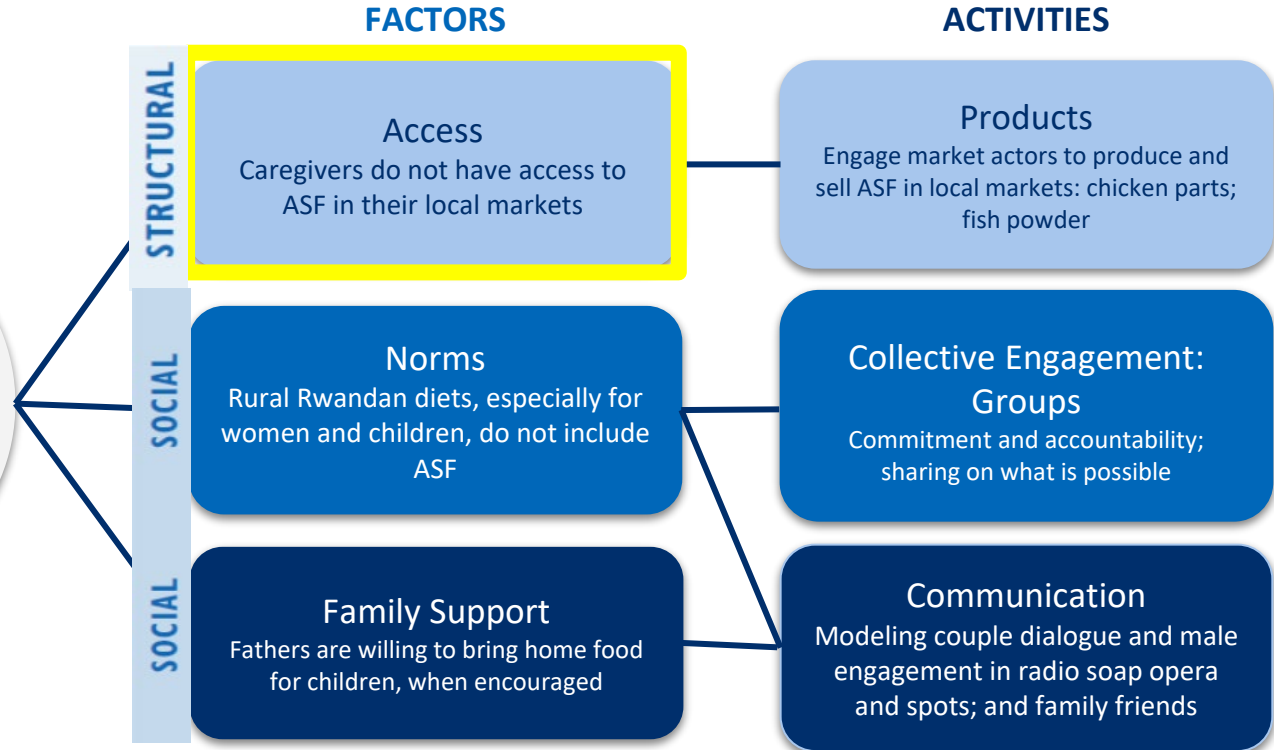 FACTORS
ACTIVITIES
STRUCTURAL
Access
Caregivers do not have access to
ASF in their local markets
Products
Engage market actors to produce and
sell ASF in local markets: chicken parts;
fish powder
SOCIAL
Norms
Rural Rwandan diets, especially for
women and children, do not include
ASF
Collective Engagement:
Groups
Commitment and accountability;
sharing on what is possible
SOCIAL
Family Support
Fathers are willing to bring home food
for children, when encouraged
Communication
Modeling couple dialogue and male
engagement in radio soap opera
and spots; and family friends